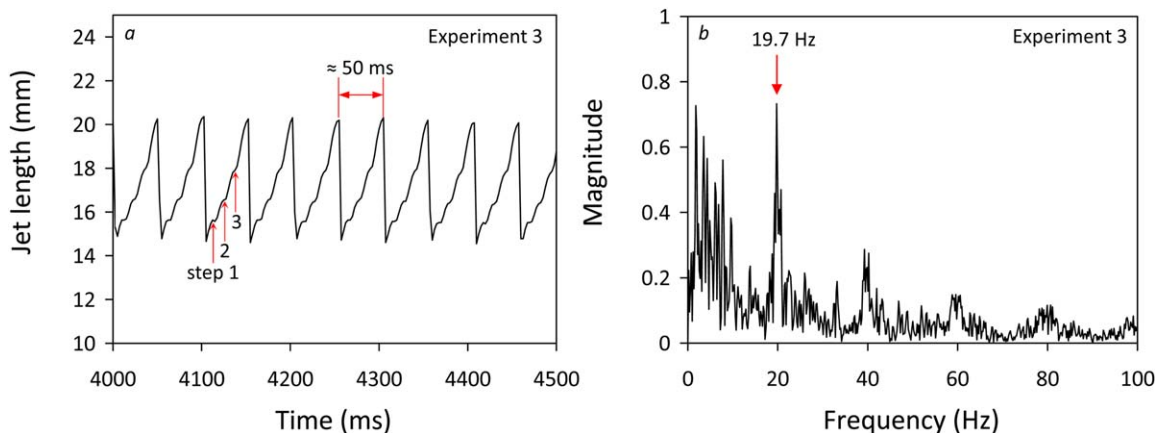 a
Experiment 3
≈ 50 ms
24
22
20
18
16
14
12
10
Jet length (mm)
3
2
step 1
4000 4100 4200 4300 4400 4500
Time (ms)
b
19.7 Hz
Experiment 3
1
0.8
0.6
0.4
0.2
0
Magnitude
0 20 40 60 80 100
Frequency (Hz)